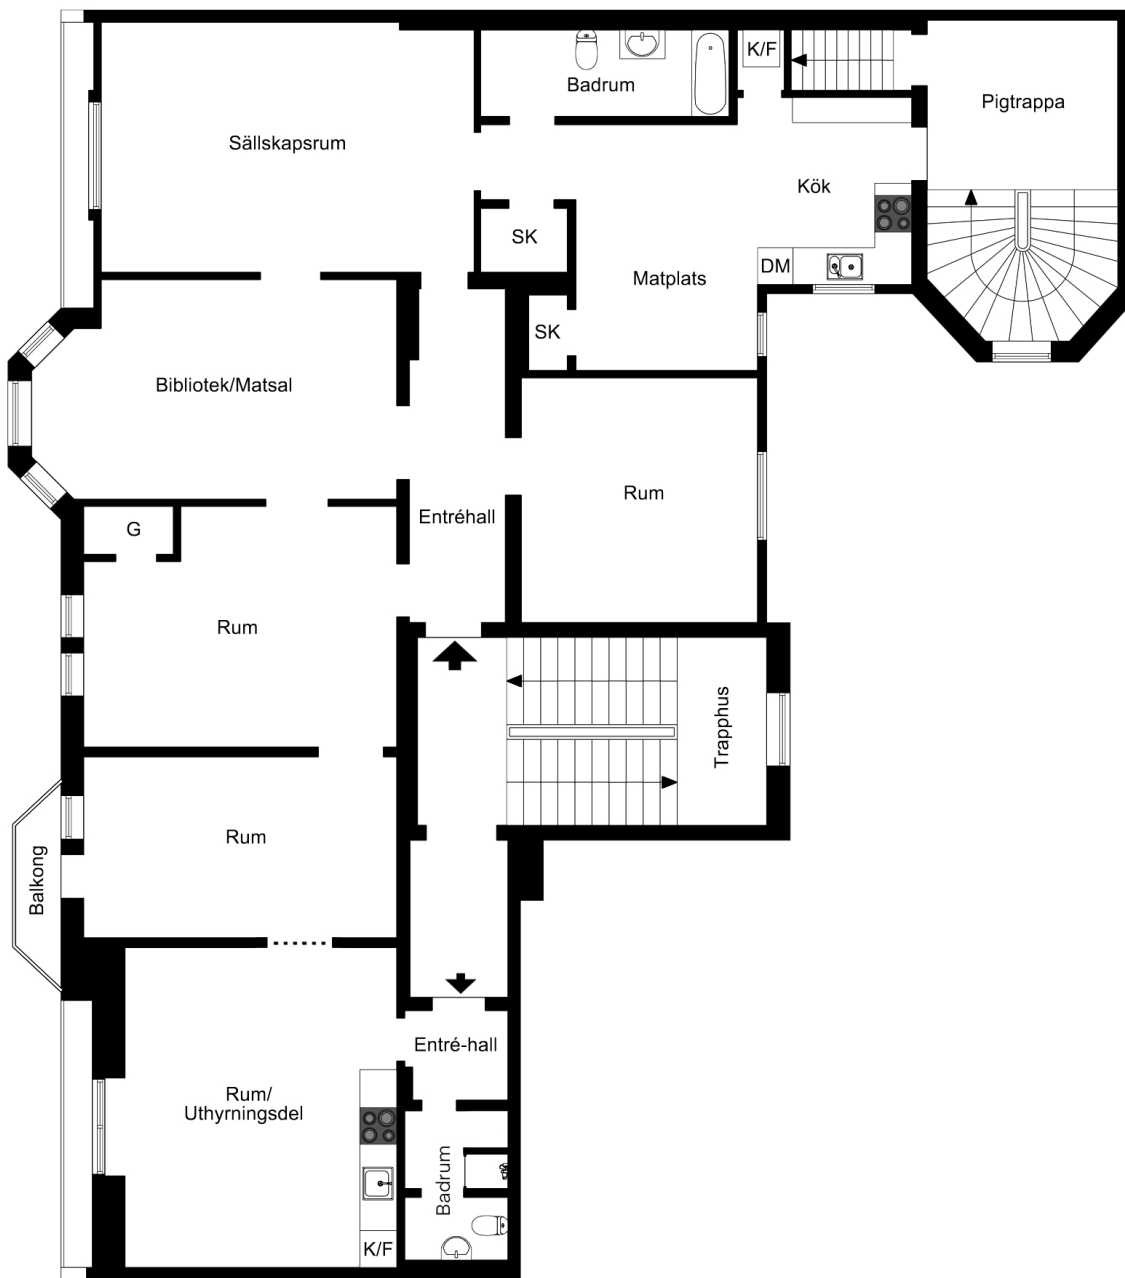 K/F
Badrum
Pigtrappa
Sällskapsrum
Kök
SK
DM
Matplats
SK
Bibliotek/Matsal
Rum
Entréhall
G
Rum
Trapphus
Rum
Balkong
Entré-hall
Rum/
Uthyrningsdel
Badrum
K/F